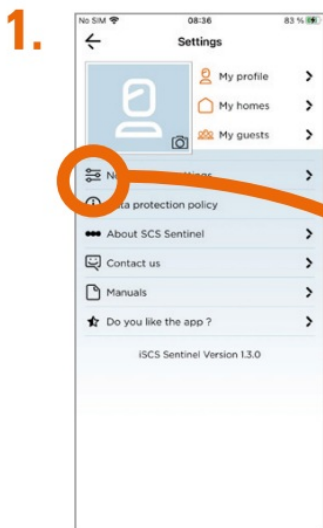 1.
No SIM 08:36 83 %
Settings
My profile
My homes
My guests
protection policy
About SCS Sentinel
Contact us
Manuals
Do you like the app ?
iSCS Sentinel Version 1.3.0